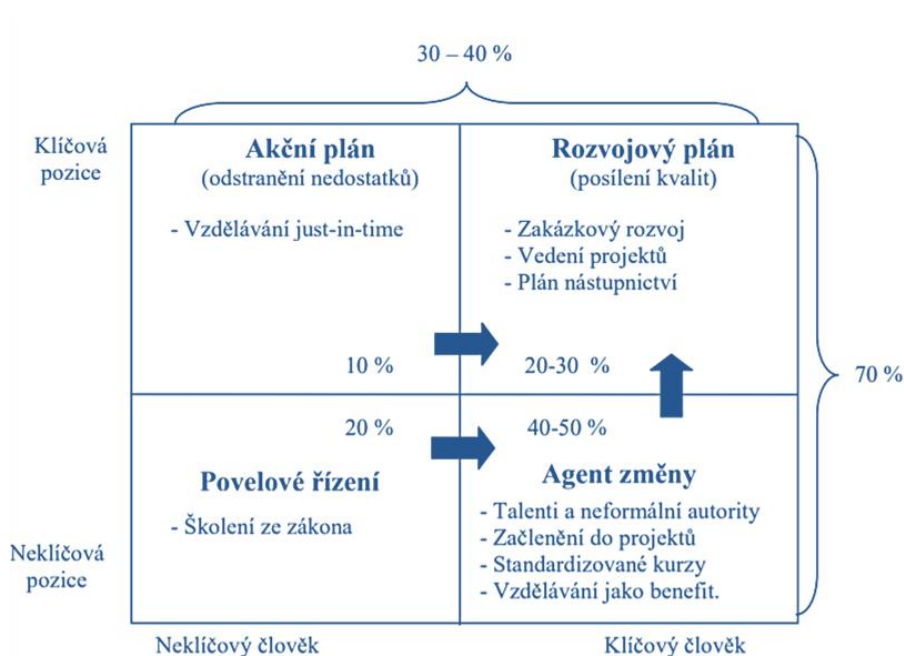 30 – 40 %
Klíčová
pozice
Akční plán
(odstranění nedostatků)
- Vzdělávání just-in-time
10 %
Rozvojový plán
(posílení kvalit)
- Zakázkový rozvoj
- Vedení projektů
- Plán nástupnictví
20-30 %
70 %
Neklíčová
pozice
20 %
Povelové řízení
- Školení ze zákona
40-50 %
Agent změny
- Talenti a neformální autority
- Začlenění do projektů
- Standardizované kurzy
- Vzdělávání jako benefit.
Neklíčový člověk
Klíčový člověk